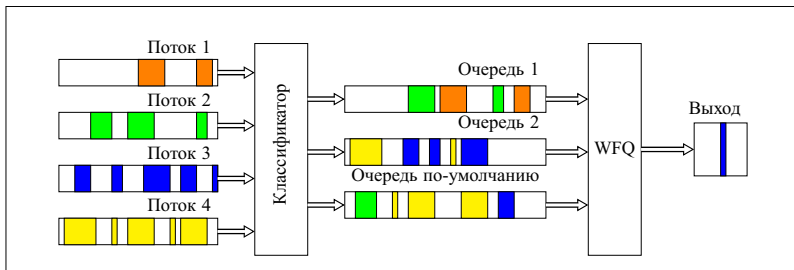 Поток 1
Поток 2
Поток 3
Поток 4
Классификатор
Очередь 1
Очередь 2
Очередь по-умолчанию
WFQ
Выход